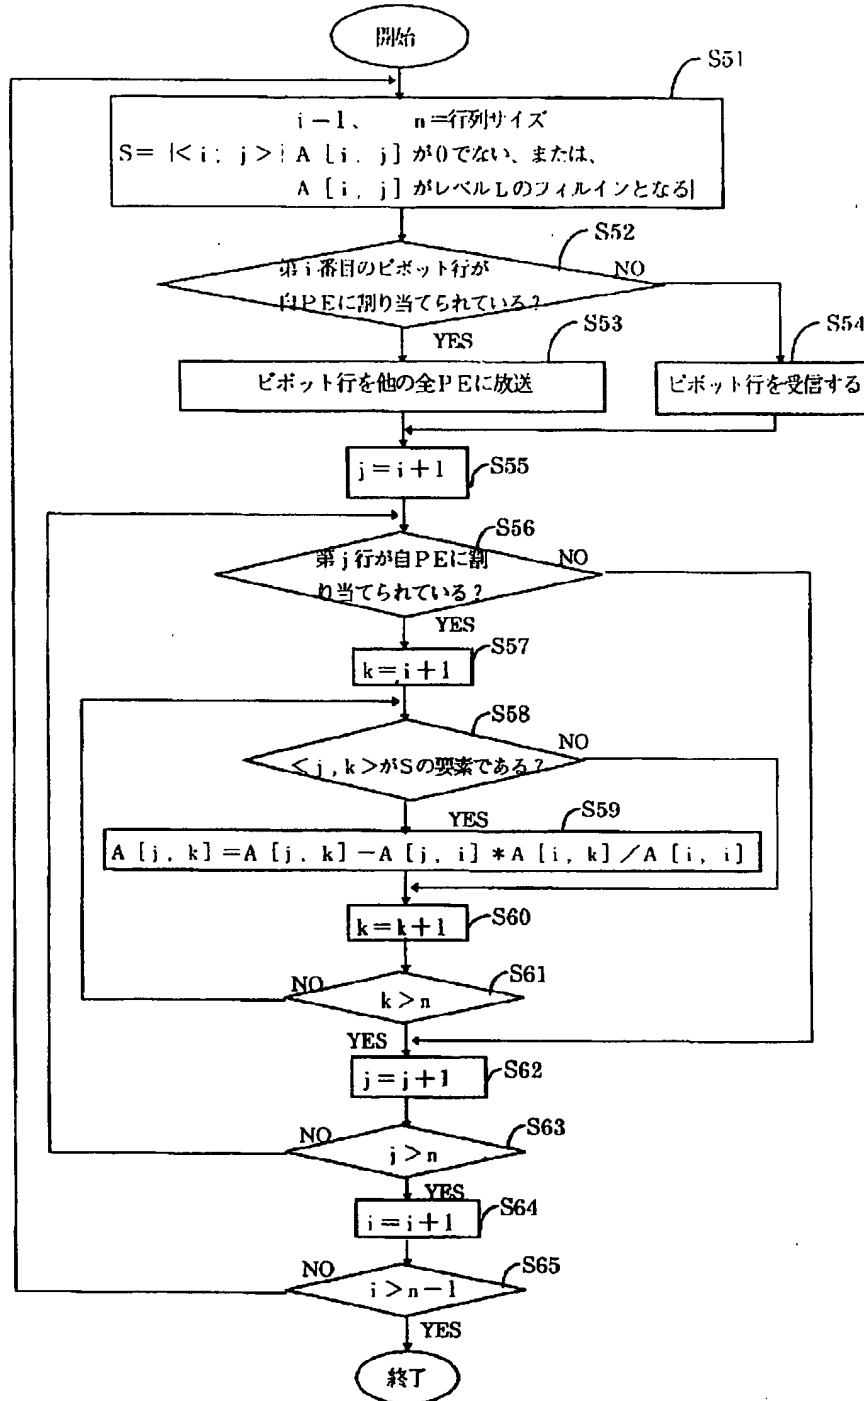 開始
S51
i－1、 n＝行列サイズ
S＝ |< i ; j >| A [i, j] が0でない、または、
A [i, j] がレベルLのフィルインとなる|
S52
第i番目のピボット行が
自PEに割り当てられている?
NO
YES
S53
S54
ピボット行を他の全PEに放送
ピボット行を受信する
j＝i＋1
S55
S56
第j行が自PEに割
り当てられている?
NO
YES
S57
k＝i＋1
S58
NO
< j , k >がSの要素である?
YES
S59
A [j, k] ＝A [j, k] －A [j, i] *A [i, k] ／A [i, i]
k＝k＋1
S60
S61
NO
k＞n
YES
j＝j＋1
S62
S63
NO
j＞n
YES
S64
i＝i＋1
S65
NO
i＞n－1
YES
終了